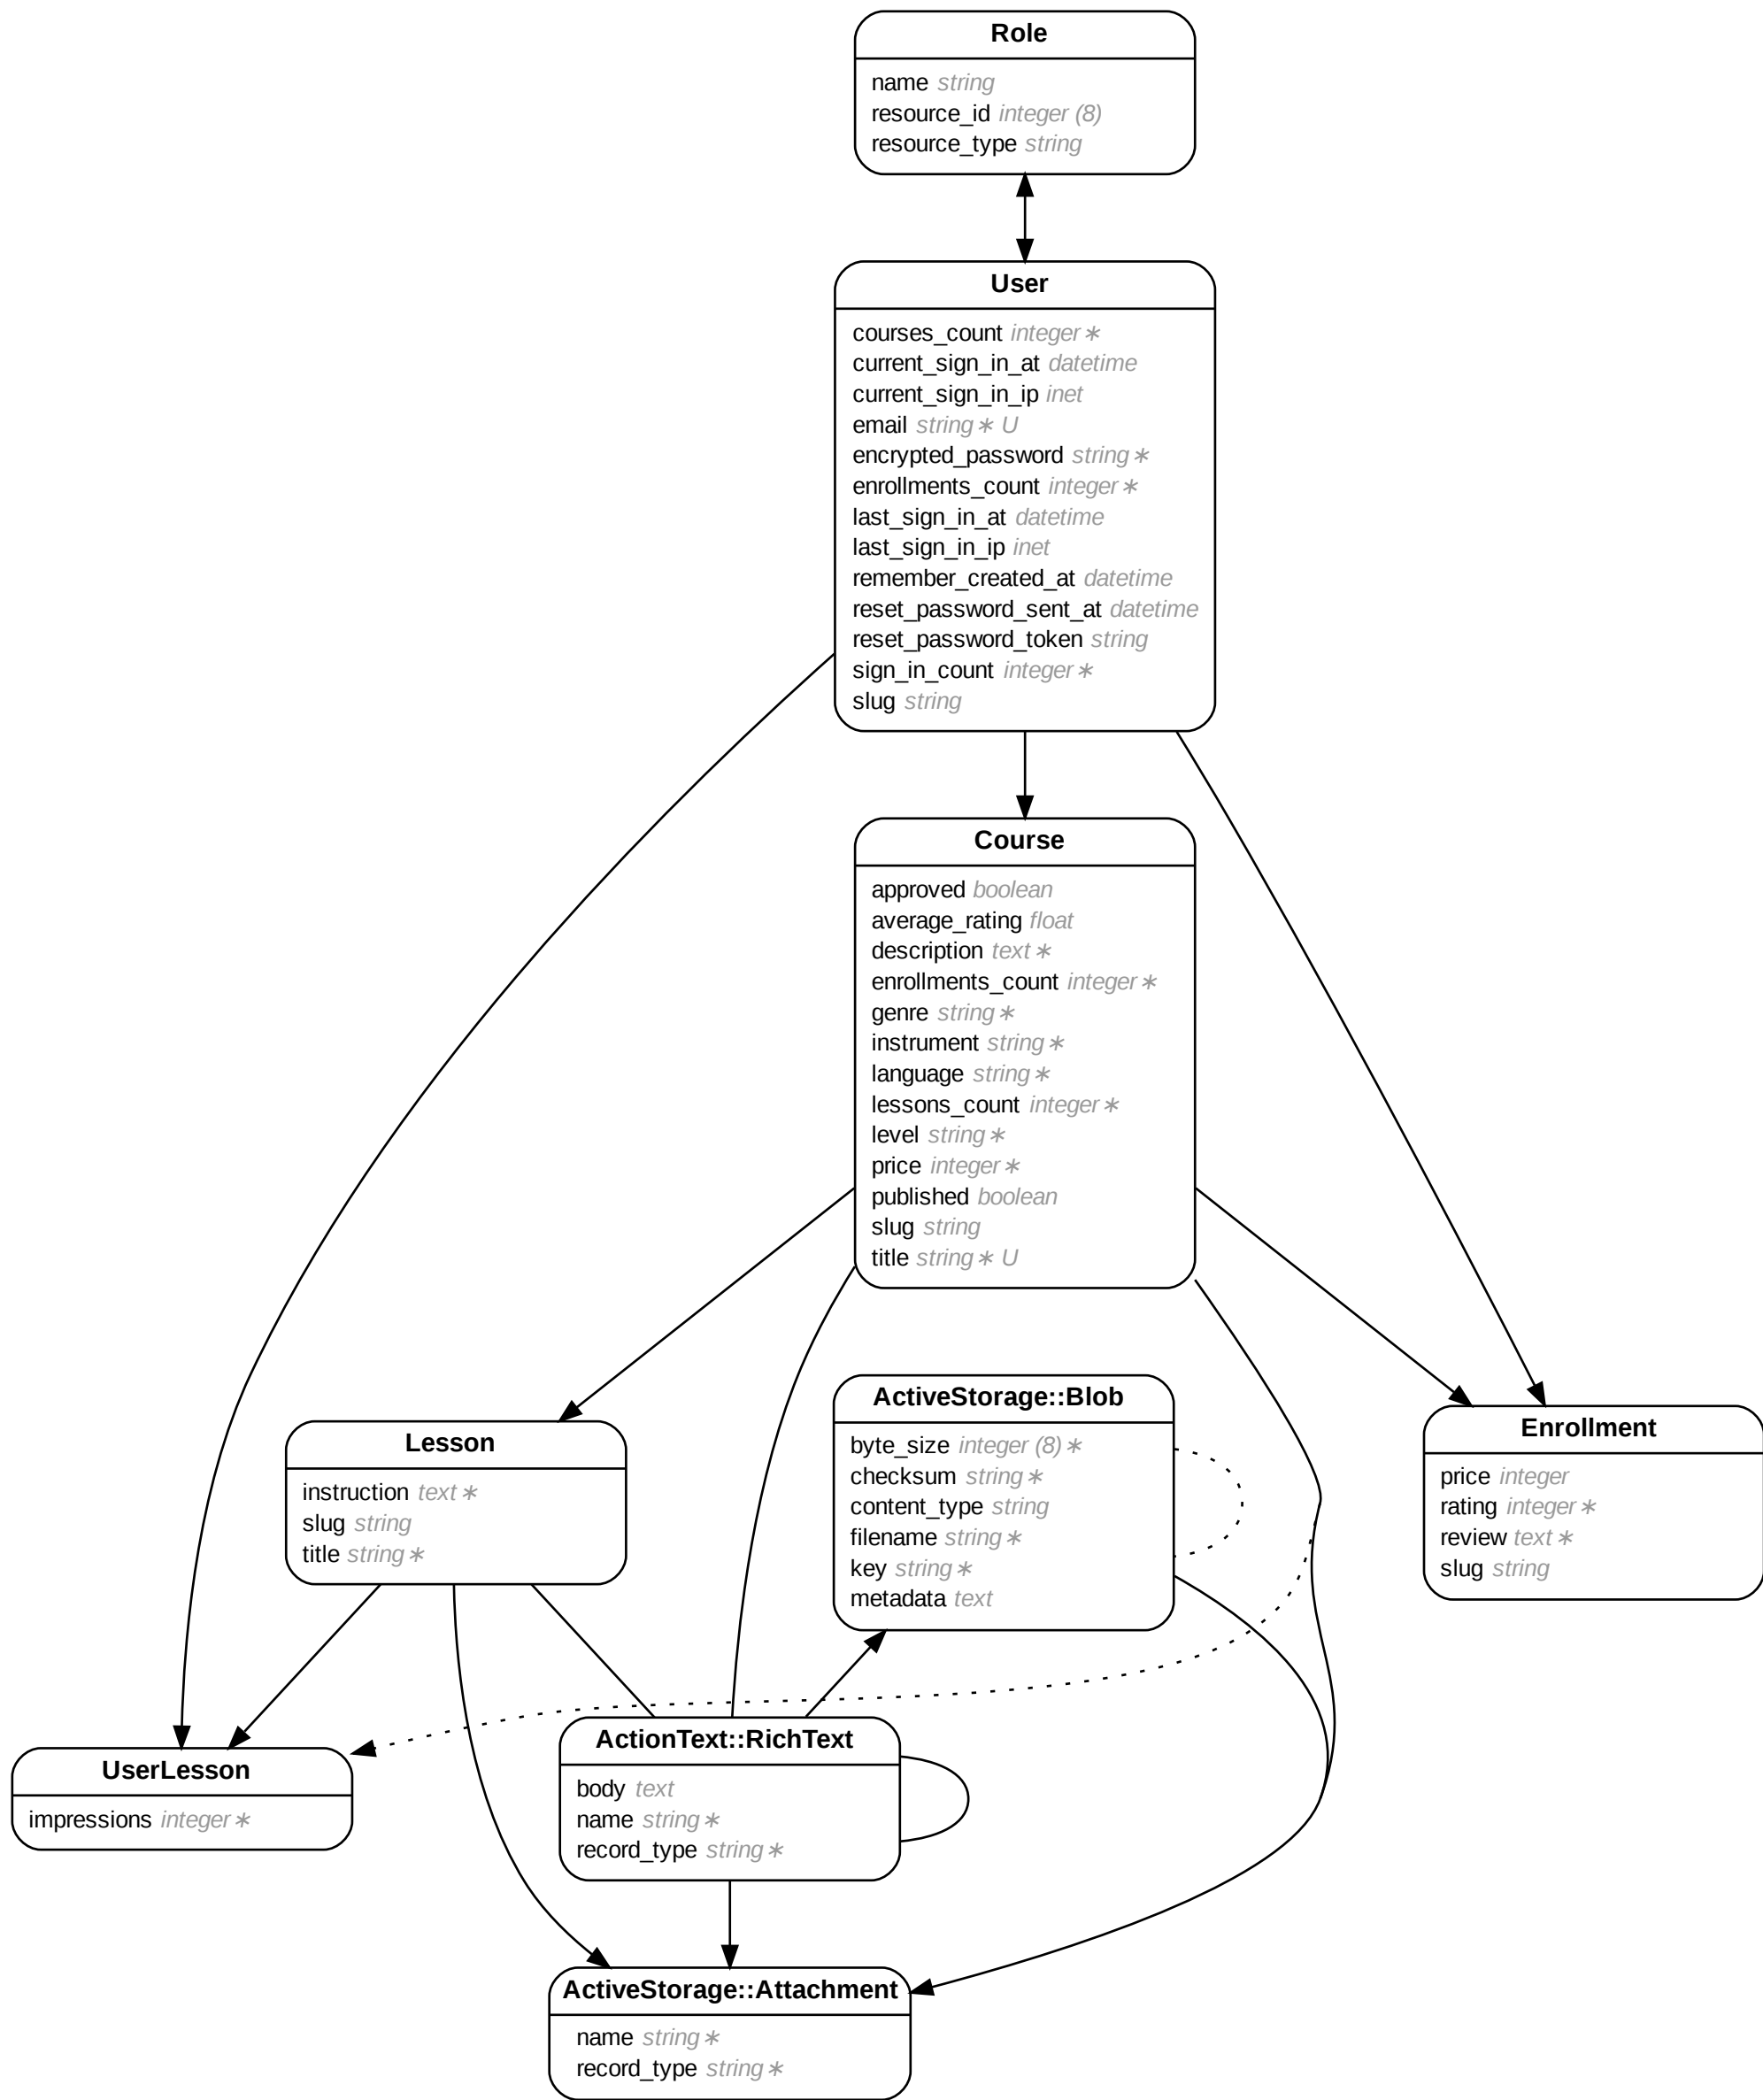 Role
name string
resource_id integer (8)
resource_type string
User
courses_count integer ∗
current_sign_in_at datetime
current_sign_in_ip inet
email string ∗ U
encrypted_password string ∗
enrollments_count integer ∗
last_sign_in_at datetime
last_sign_in_ip inet
remember_created_at datetime
reset_password_sent_at datetime
reset_password_token string
sign_in_count integer ∗
slug string
Course
approved boolean
average_rating float
description text ∗
enrollments_count integer ∗
genre string ∗
instrument string ∗
language string ∗
lessons_count integer ∗
level string ∗
price integer ∗
published boolean
slug string
title string ∗ U
Lesson
instruction text ∗
slug string
title string ∗
ActiveStorage::Blob
byte_size integer (8) ∗
checksum string ∗
content_type string
filename string ∗
key string ∗
metadata text
Enrollment
price integer
rating integer ∗
review text ∗
slug string
UserLesson
impressions integer ∗
ActionText::RichText
body text
name string ∗
record_type string ∗
ActiveStorage::Attachment
name string ∗
record_type string ∗